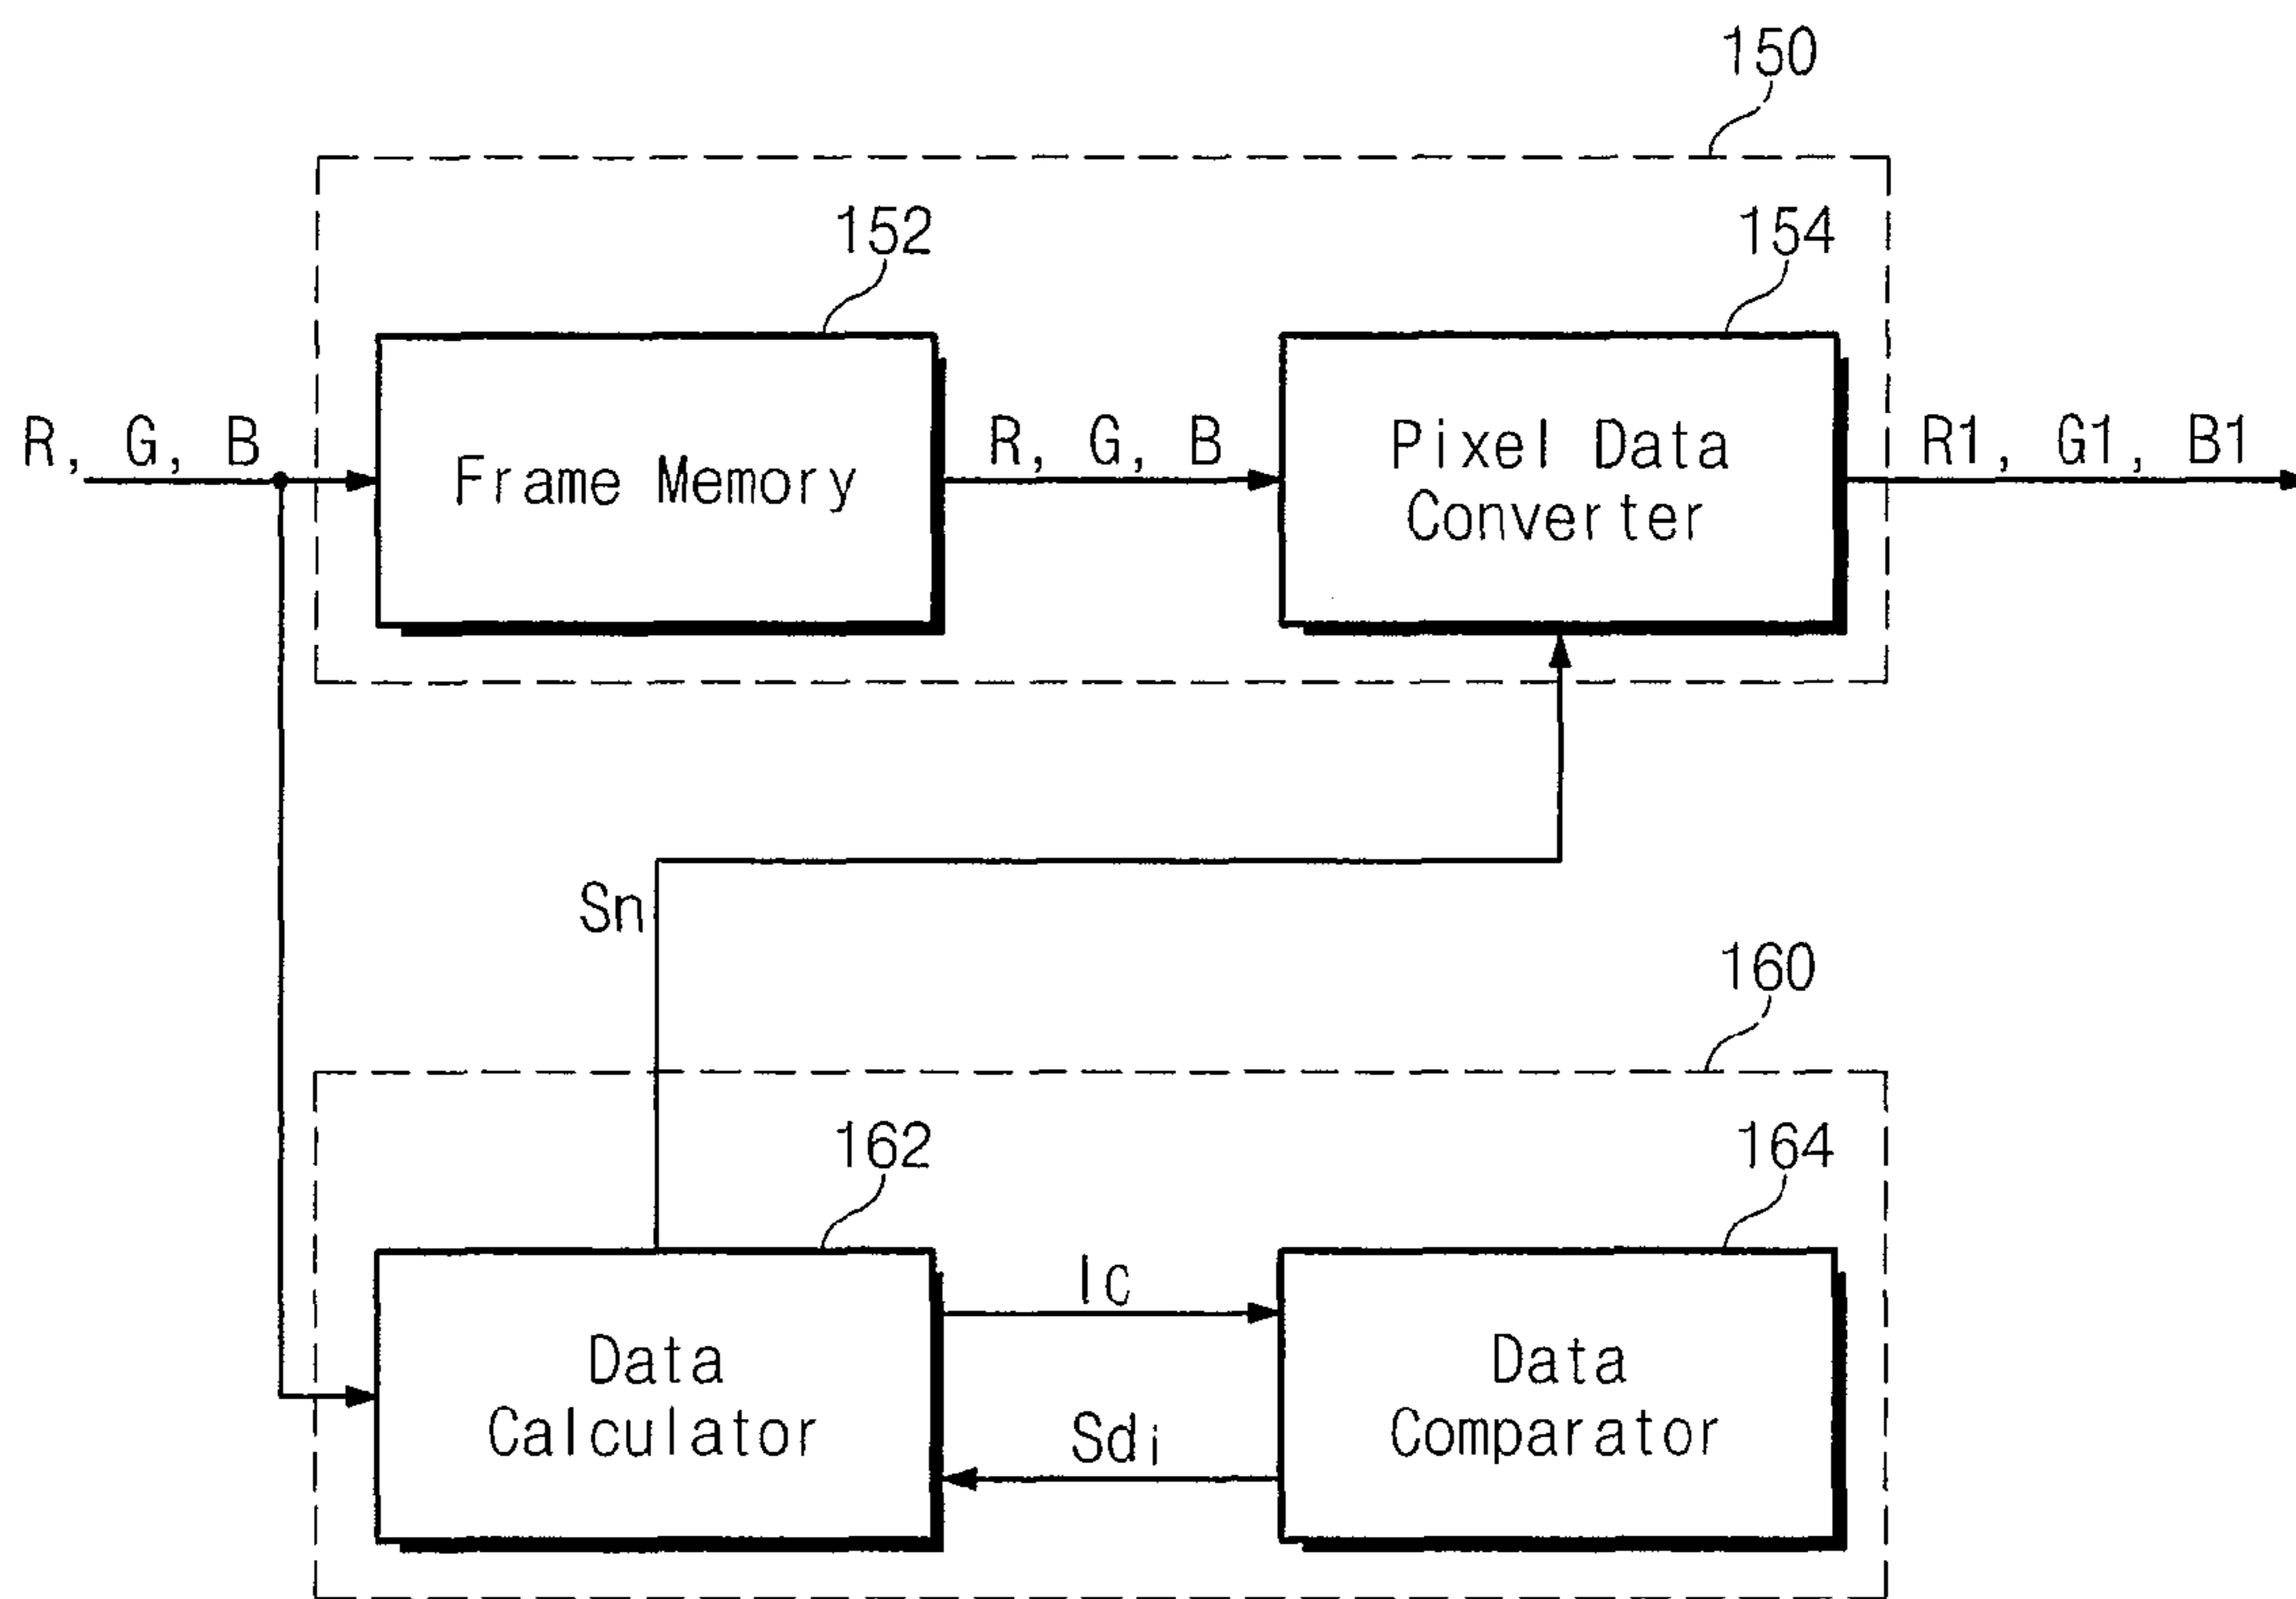 150
152
154
R, G, B
Frame Memory
R, G, B
Pixel Data
Converter
R1, G1, B1
Sn
160
162
164
Data
Calculator
Ic
Sdi
Data
Comparator